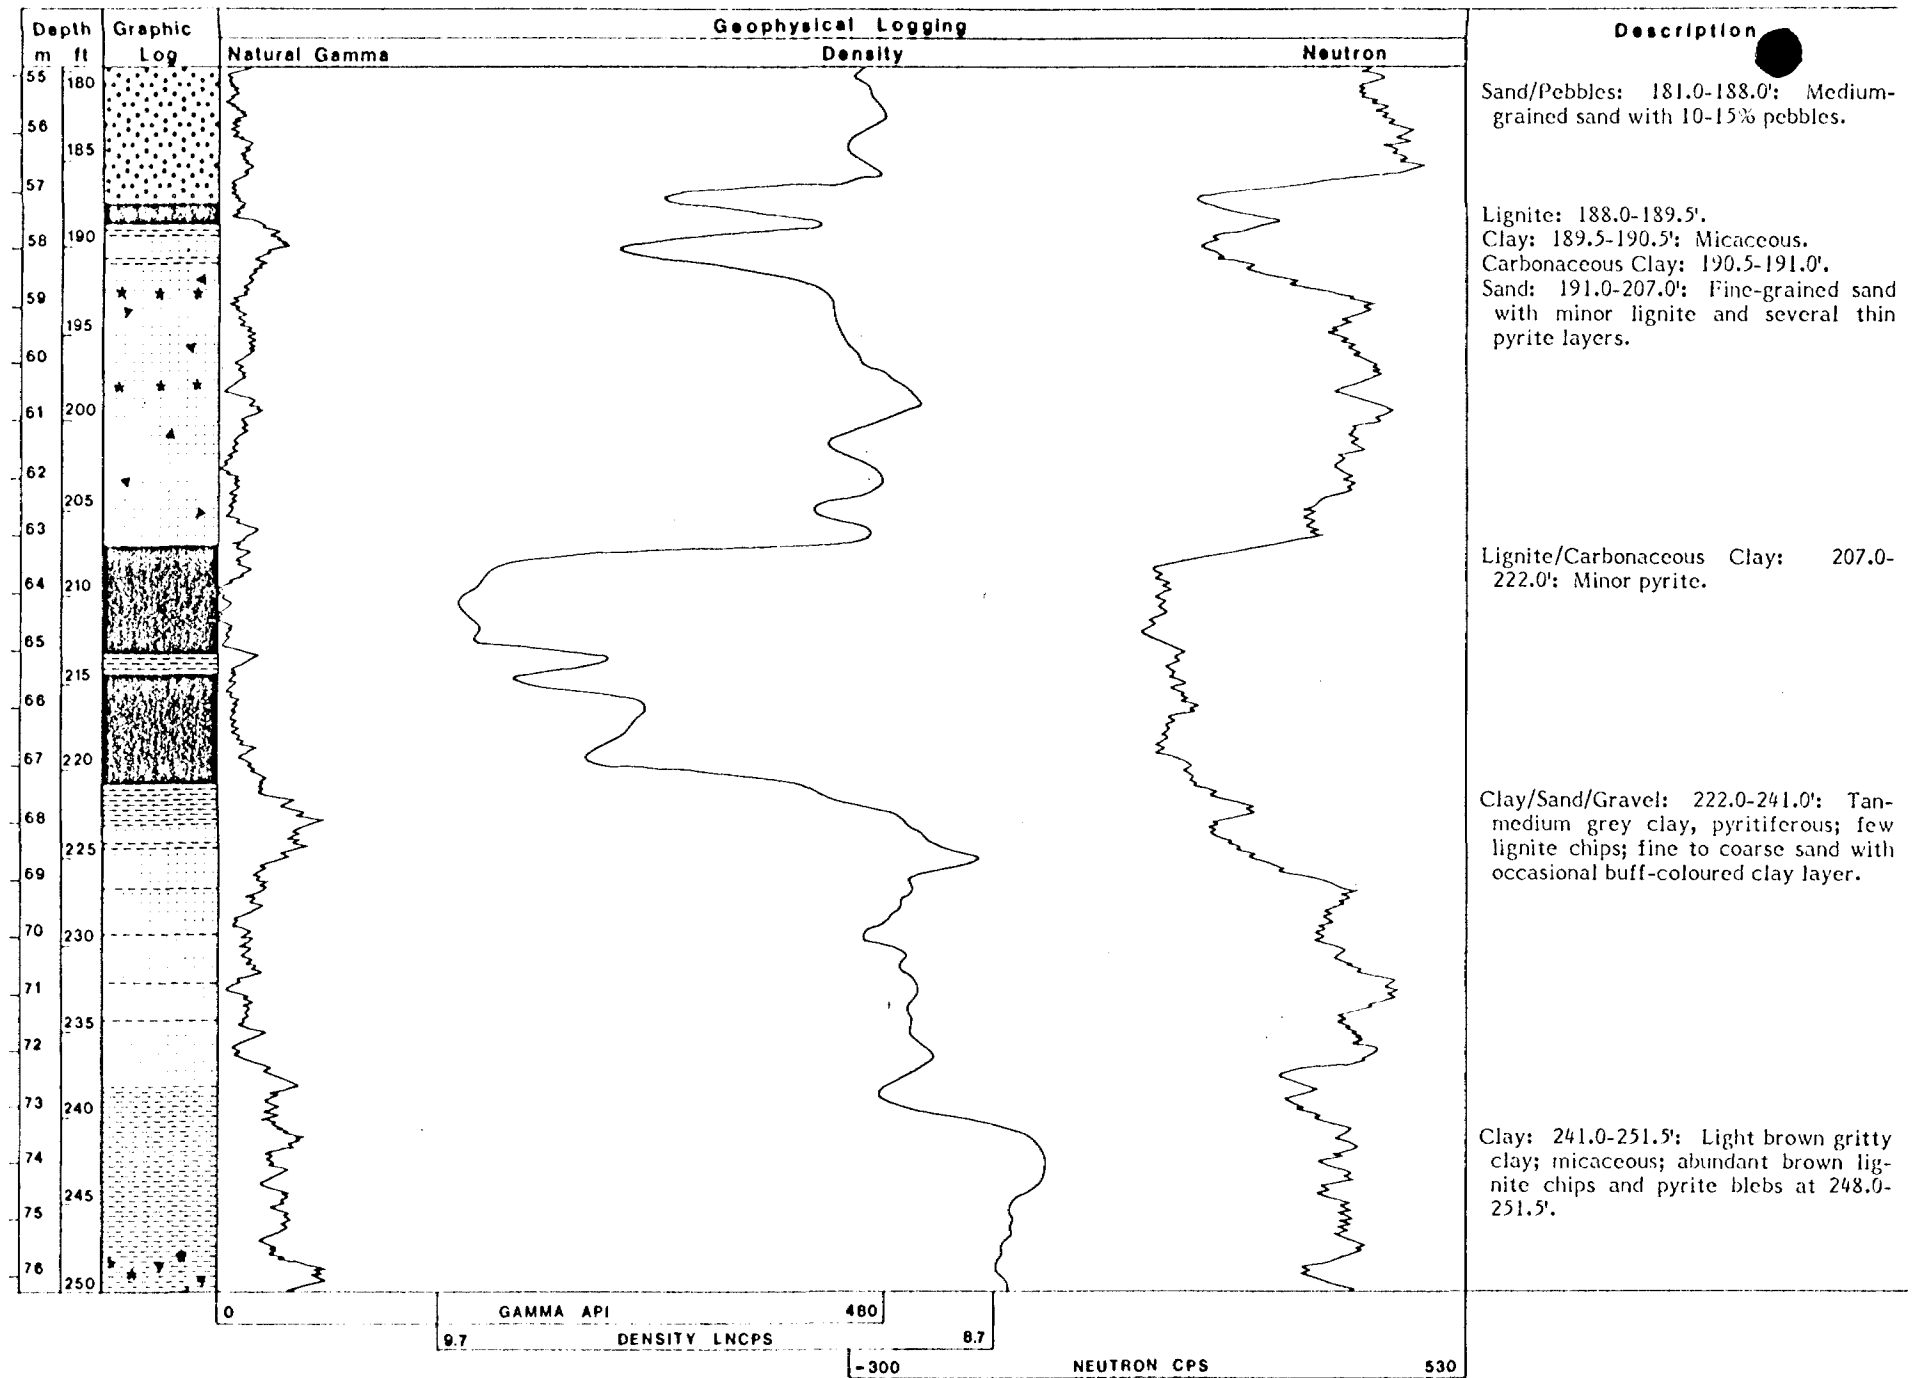 Depth Graphic Geophysical Logging Description
m ft Log Natural Gamma Density Neutron
55 180
56
185
57
58 190
59
195
60
61 200
62
205
63
64 210
65
215
66
67 220
68
225
69
70 230
71
235
72
73 240
74
245
75
76 250
Sand/Pebbles: 181.0-188.0': Medium-
grained sand with 10-15% pebbles.
Lignite: 188.0-189.5'.
Clay: 189.5-190.5': Micaceous.
Carbonaceous Clay: 190.5-191.0'.
Sand: 191.0-207.0': Fine-grained sand
with minor lignite and several thin
pyrite layers.
Lignite/Carbonaceous Clay: 207.0-
222.0': Minor pyrite.
Clay/Sand/Gravel: 222.0-241.0': Tan-
medium grey clay, pyritiferous; few
lignite chips; fine to coarse sand with
occasional buff-coloured clay layer.
Clay: 241.0-251.5': Light brown gritty
clay; micaceous; abundant brown lig-
nite chips and pyrite blebs at 248.0-
251.5'.
0 GAMMA API 480
9.7 DENSITY LNCPS 8.7
-300 NEUTRON CPS 530